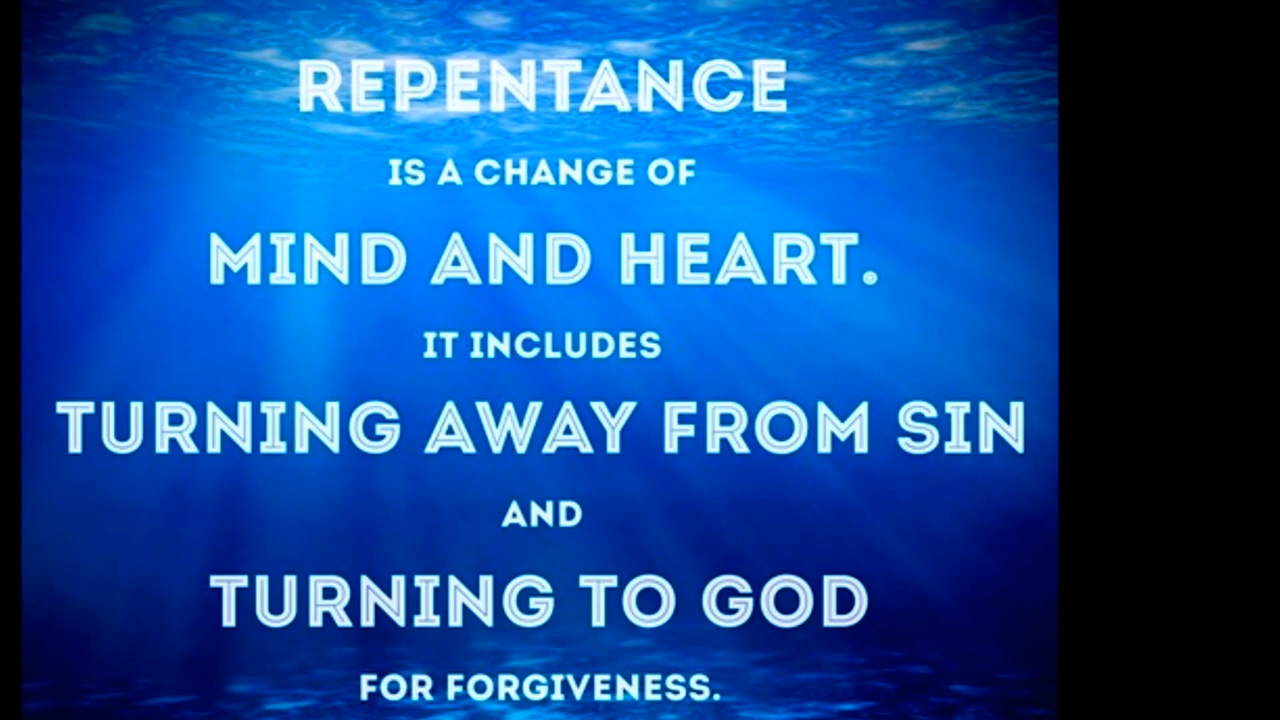 REPENTANCE
IS A CHANGE OF
MIND AND HEART.
IT INCLUDES
TURNING AWAY FROM SIN
AND
TURNING TO GOD
FOR FORGIVENESS.